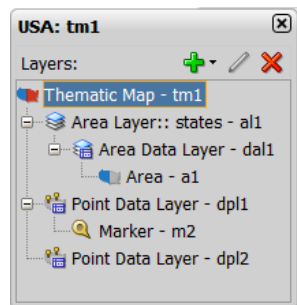 USA: tm1
Layers:
Thematic Map - tm1
Area Layer:: states - al1
Area Data Layer - dal1
Area - a1
Point Data Layer - dpl1
Marker - m2
Point Data Layer - dpl2